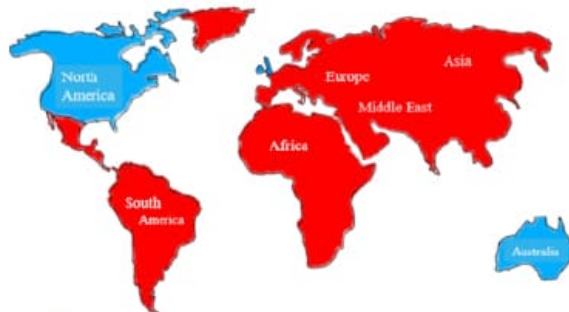 North
America
Europe
Asia
Middle East
Africa
South
America
Australia